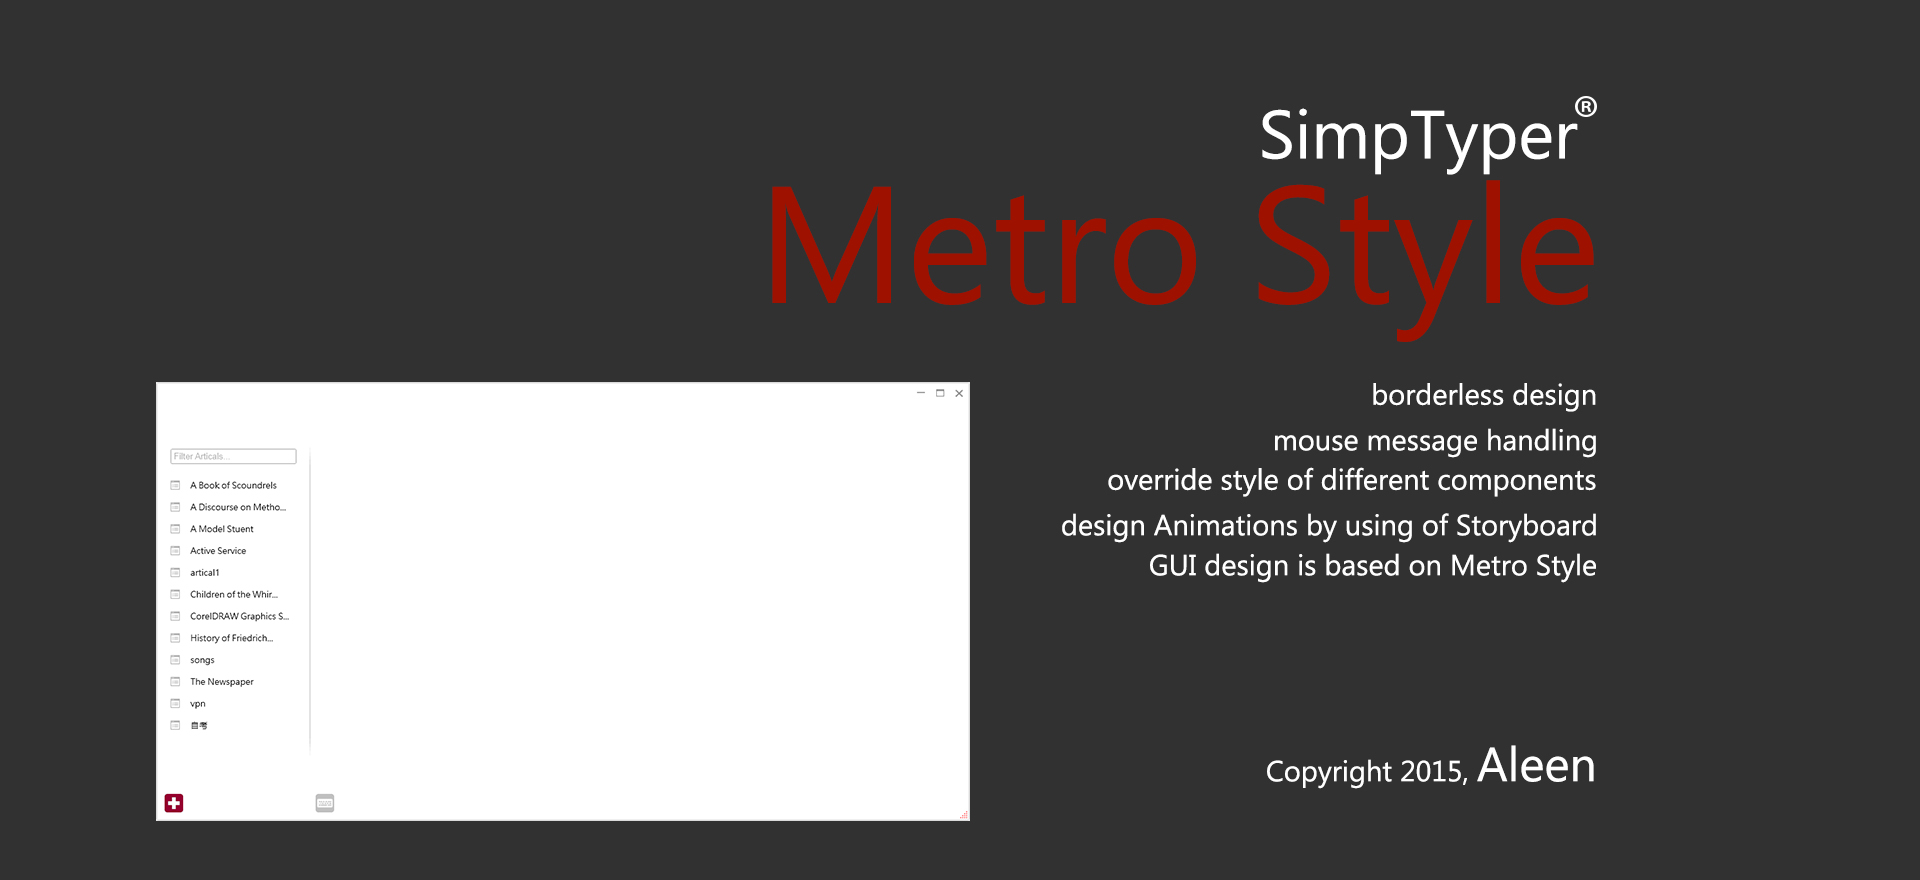 SimpTyper®
Metro Style
borderless design
mouse message handling
override style of different components
design Animations by using of Storyboard
GUI design is based on Metro Style
Copyright 2015, Aleen
Filter Articals...
A Book of Scoundrels
A Discourse on Metho...
A Model Stuent
Active Service
artical1
Children of the Whir...
CorelDRAW Graphics S...
History of Friedrich...
songs
The Newspaper
vpn
自考